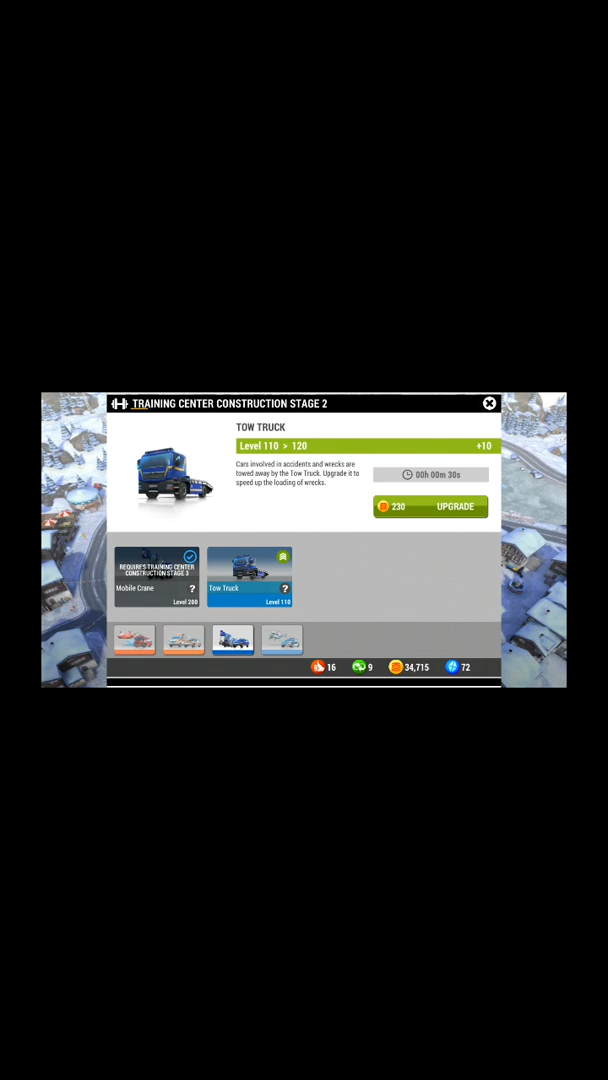 TRAINING CENTER CONSTRUCTION STAGE 2
TOW TRUCK
Level 110 > 120 +10
Cars involved in accidents and wrecks are
towed away by the Tow Truck. Upgrade it to
speed up the loading of wrecks.
00h 00m 30s
230 UPGRADE
REQUIRES TRAINING CENTER
CONSTRUCTION STAGE 3
Mobile Crane ?
Level 200
Tow Truck ?
Level 110
16 9 34,715 72